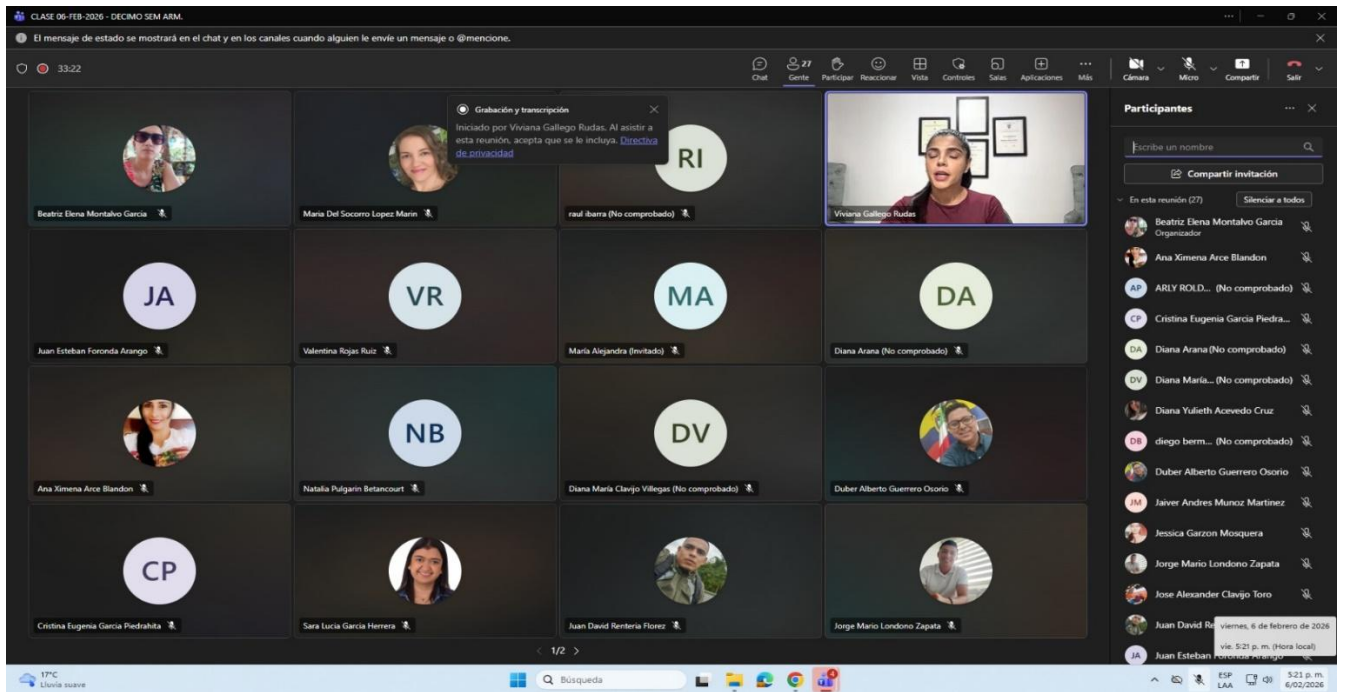 CLASE 06-FEB-2026 - DECIMO SEM ARM.
El mensaje de estado se mostrará en el chat y en los canales cuando alguien le envíe un mensaje o @mencione.
33:22
27
Chat Gente Participar Reaccionar Vista Controles Salas Aplicaciones Más Cámara Micro Compartir Salir
Grabación y transcripción
Iniciado por Viviana Gallego Rudas. Al asistir a
esta reunión, acepta que se le incluya. Directiva
de privacidad
RI
Beatriz Elena Montalvo Garcia
Maria Del Socorro Lopez Marin
raul ibarra (No comprobado)
Viviana Gallego Rudas
JA
VR
MA
DA
Juan Esteban Foronda Arango
Valentina Rojas Ruiz
María Alejandra (Invitado)
Diana Arana (No comprobado)
NB
DV
Ana Ximena Arce Blandon
Natalia Pulgarin Betancourt
Diana María Clavijo Villegas (No comprobado)
Duber Alberto Guerrero Osorio
CP
Cristina Eugenia Garcia Piedrahita
Sara Lucia Garcia Herrera
Juan David Renteria Florez
Jorge Mario Londono Zapata
1/2
Participantes
Escribe un nombre
Compartir invitación
En esta reunión (27) Silenciar a todos
Beatriz Elena Montalvo Garcia
Organizador
Ana Ximena Arce Blandon
AP ARLY ROLD... (No comprobado)
CP Cristina Eugenia Garcia Piedra...
DA Diana Arana (No comprobado)
DV Diana María... (No comprobado)
Diana Yulieth Acevedo Cruz
DB diego berm... (No comprobado)
Duber Alberto Guerrero Osorio
JM Jaiver Andres Munoz Martinez
Jessica Garzon Mosquera
Jorge Mario Londono Zapata
Jose Alexander Clavijo Toro
Juan David
JA Juan Esteban
viernes, 6 de febrero de 2026
vie. 5:21 p. m. (Hora local)
17°C
Lluvia suave
Búsqueda
4
ESP
LAA
5:21 p. m.
6/02/2026